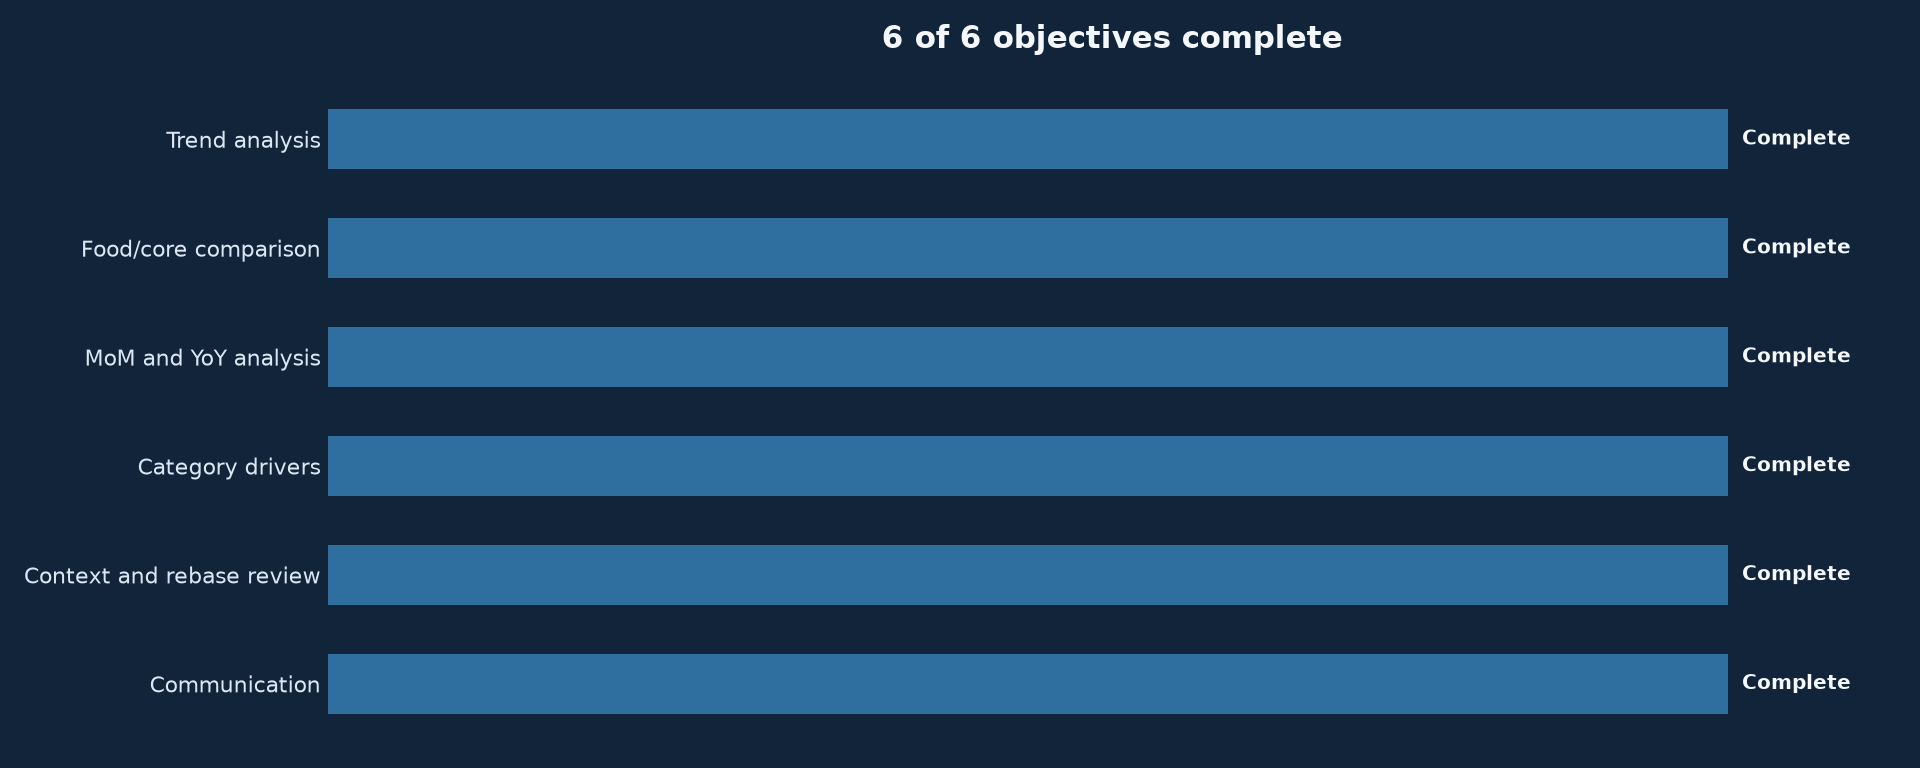 6 of 6 objectives complete
Trend analysis Complete
Food/core comparison Complete
MoM and YoY analysis Complete
Category drivers Complete
Context and rebase review Complete
Communication Complete